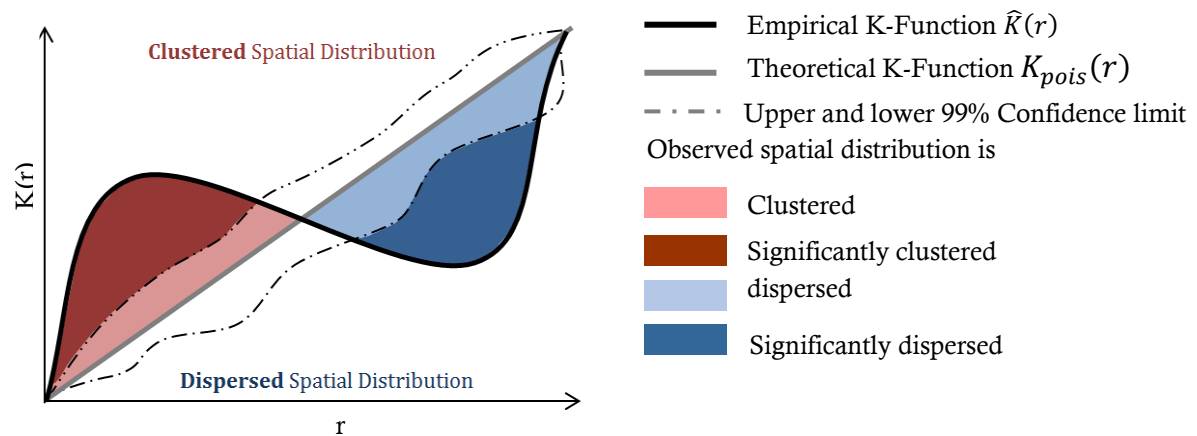 Clustered Spatial Distribution
K(r)
Dispersed Spatial Distribution
r
Empirical K-Function K̂(r)
Theoretical K-Function K_pois(r)
Upper and lower 99% Confidence limit
Observed spatial distribution is
Clustered
Significantly clustered
dispersed
Significantly dispersed